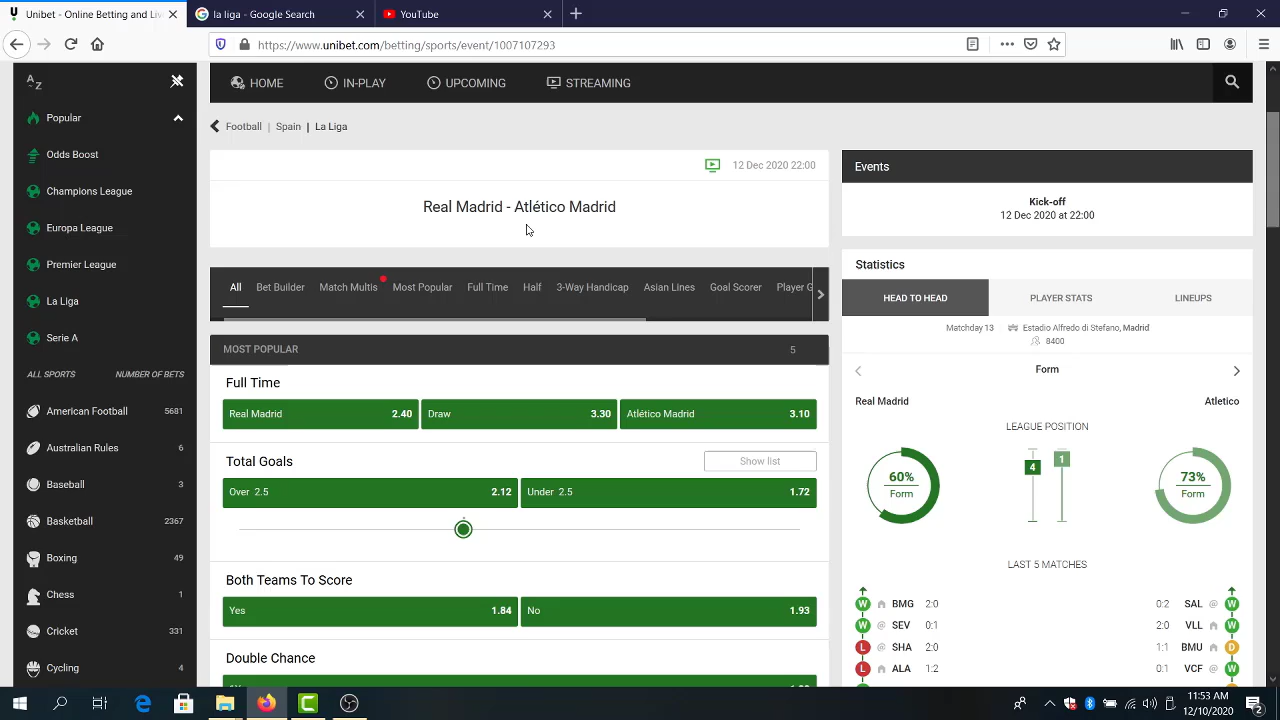 Unibet - Online Betting and Live
la liga - Google Search
YouTube
https://www.unibet.com/betting/sports/event/1007107293
HOME
IN-PLAY
UPCOMING
STREAMING
A
Z
Popular
Odds Boost
Champions League
Europa League
Premier League
La Liga
Serie A
ALL SPORTS NUMBER OF BETS
American Football 5681
Australian Rules 6
Baseball 3
Basketball 2367
Boxing 49
Chess 1
Cricket 331
Cycling 4
Football | Spain | La Liga
12 Dec 2020 22:00
Real Madrid - Atlético Madrid
All Bet Builder Match Multis Most Popular Full Time Half 3-Way Handicap Asian Lines Goal Scorer Player G
MOST POPULAR 5
Full Time
Real Madrid 2.40 Draw 3.30 Atlético Madrid 3.10
Total Goals Show list
Over 2.5 2.12 Under 2.5 1.72
Both Teams To Score
Yes 1.84 No 1.93
Double Chance
Events
Kick-off
12 Dec 2020 at 22:00
Statistics
HEAD TO HEAD PLAYER STATS LINEUPS
Matchday 13 Estadio Alfredo di Stefano, Madrid
8400
Form
Real Madrid Atletico
LEAGUE POSITION
60% Form 4 1 73% Form
LAST 5 MATCHES
W BMG 2:0 0:2 SAL @ W
W @ SEV 0:1 2:0 VLL W
L SHA 2:0 1:1 BMU D
L ALA 1:2 0:1 VCF @ W
11:53 AM
12/10/2020
2